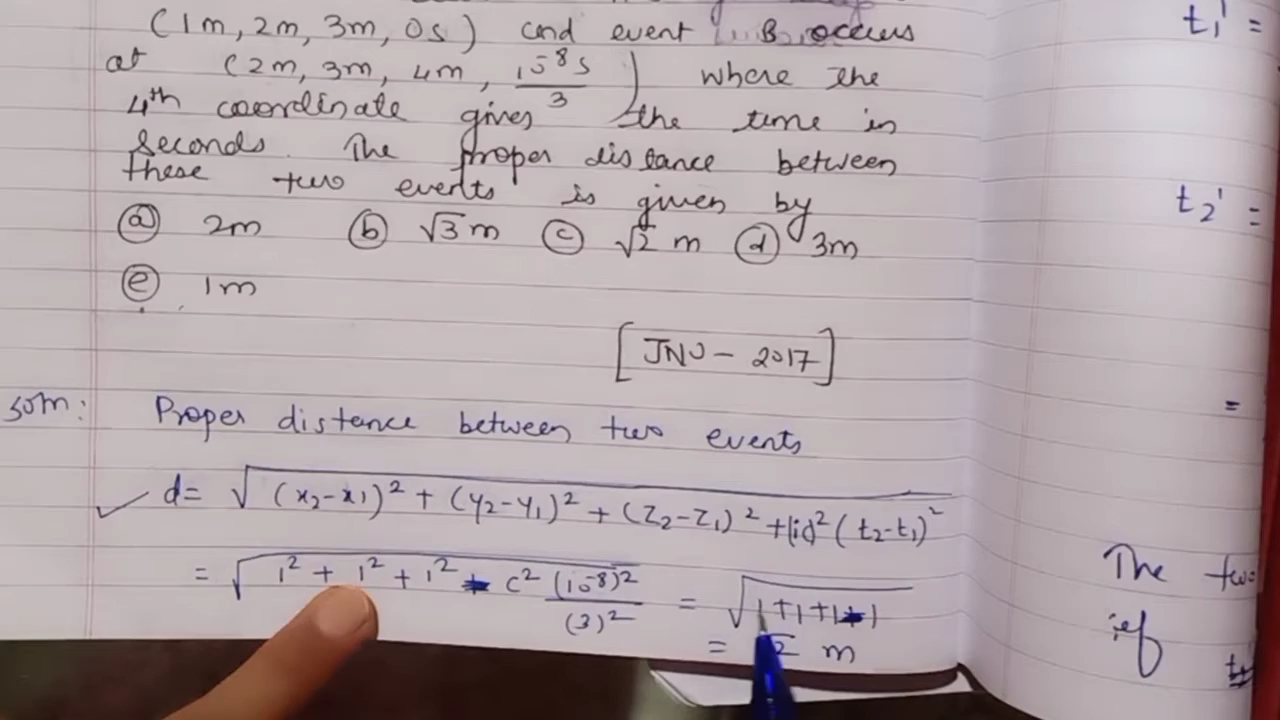 (1m, 2m, 3m, 0s) and event B occurs
at (2m, 3m, 4m, 10⁻⁸s/3) where the
4th coordinate gives the time in
seconds. The proper distance between
these two events is given by
(a) 2m (b) √3 m (c) √2 m (d) 3m
(e) 1m
[JNU - 2017]
Som: Proper distance between two events
d = √((x₂-x₁)² + (y₂-y₁)² + (z₂-z₁)² + (ic)² (t₂-t₁)²)
= √(1² + 1² + 1² - c² (10⁻⁸)²/(3)²) = √(1+1+1-1)
= √2 m
t₁' =
t₂' =
=
The two
ief